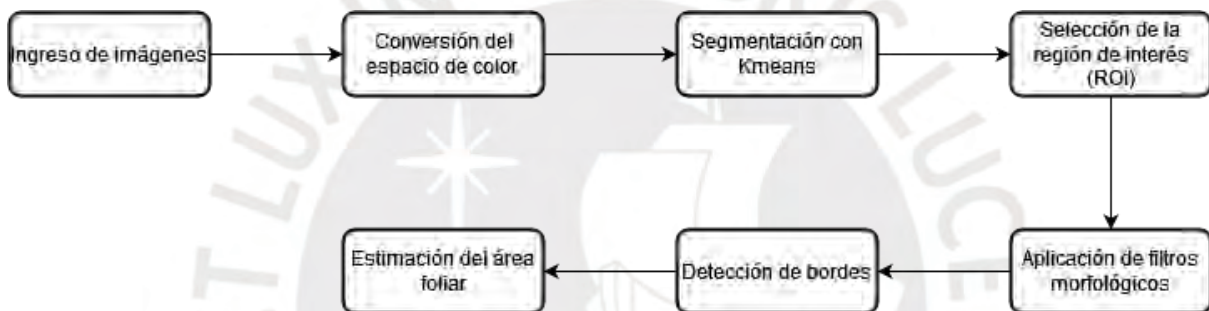 Ingreso de imágenes
Conversión del
espacio de color
Segmentación con
Kmeans
Selección de la
región de interés
(ROI)
Aplicación de filtros
morfológicos
Detección de bordes
Estimación del área
foliar